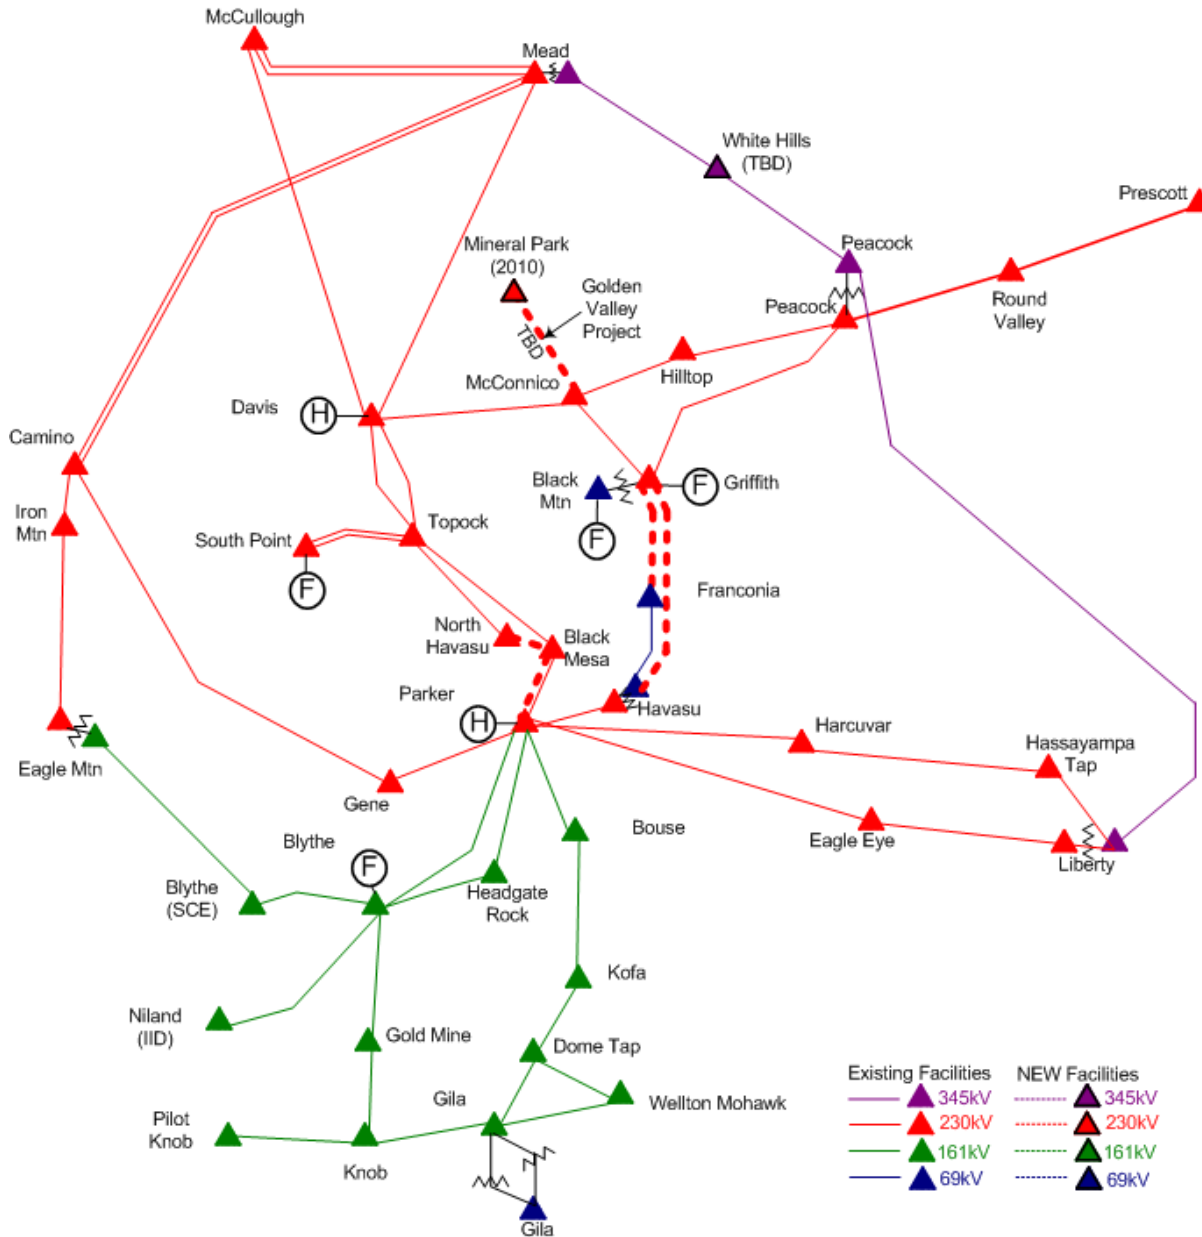 McCullough
Mead
White Hills
(TBD)
Prescott
Mineral Park
(2010)
Golden
Valley
Project
TBD
Peacock
Peacock
Round
Valley
Hilltop
McConnico
Davis
H
Camino
Black
Mtn
F
Griffith
F
Iron
Mtn
South Point
F
Topock
Franconia
North
Havasu
Black
Mesa
Parker
H
Havasu
Harcuvar
Hassayampa
Tap
Eagle Mtn
Gene
Bouse
Eagle Eye
Liberty
Blythe
F
Blythe
(SCE)
Headgate
Rock
Kofa
Niland
(IID)
Gold Mine
Dome Tap
Gila
Wellton Mohawk
Pilot
Knob
Knob
Gila
Existing Facilities
345kV
230kV
161kV
69kV
NEW Facilities
345kV
230kV
161kV
69kV